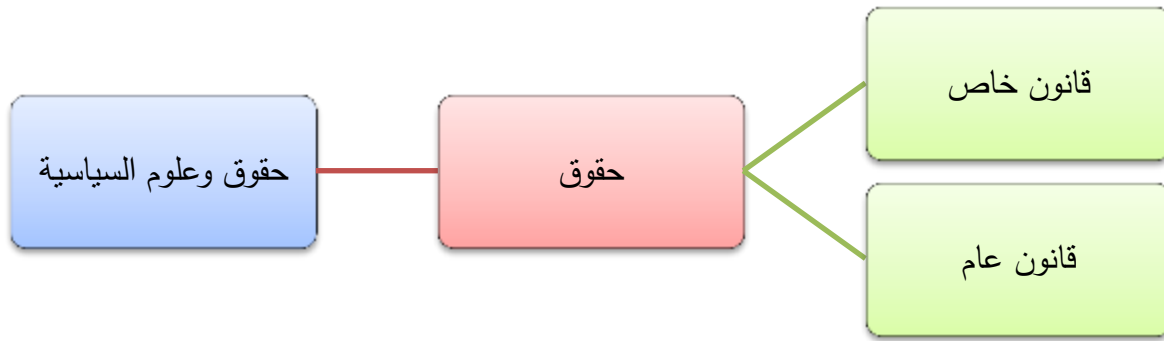 قانون خاص
حقوق وعلوم السياسية
حقوق
قانون عام